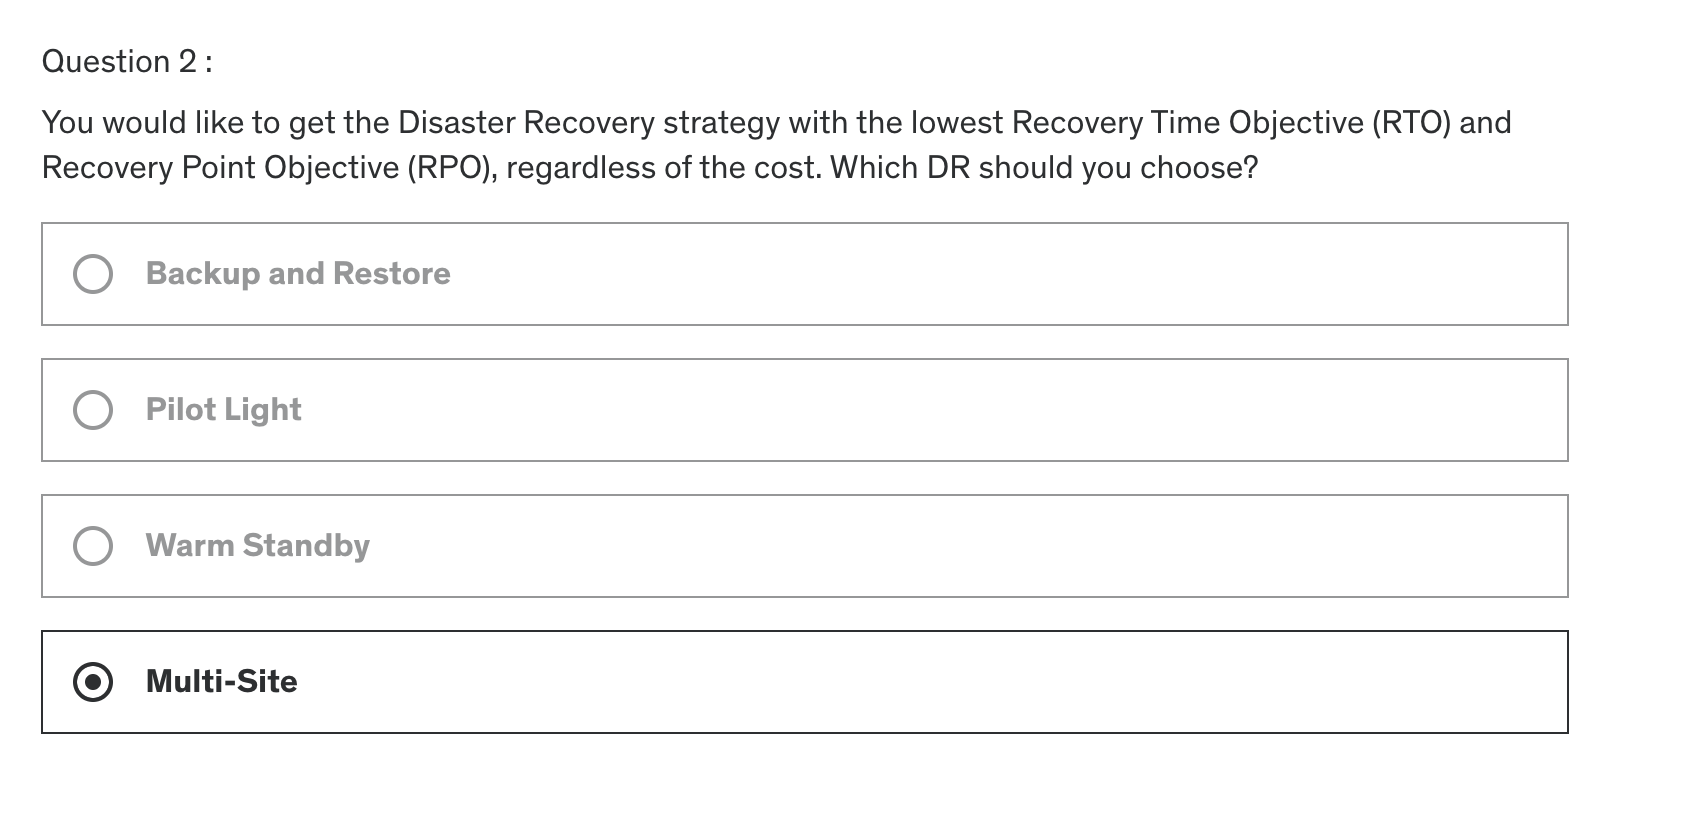 Question 2 :
You would like to get the Disaster Recovery strategy with the lowest Recovery Time Objective (RTO) and
Recovery Point Objective (RPO), regardless of the cost. Which DR should you choose?
Backup and Restore
Pilot Light
Warm Standby
Multi-Site